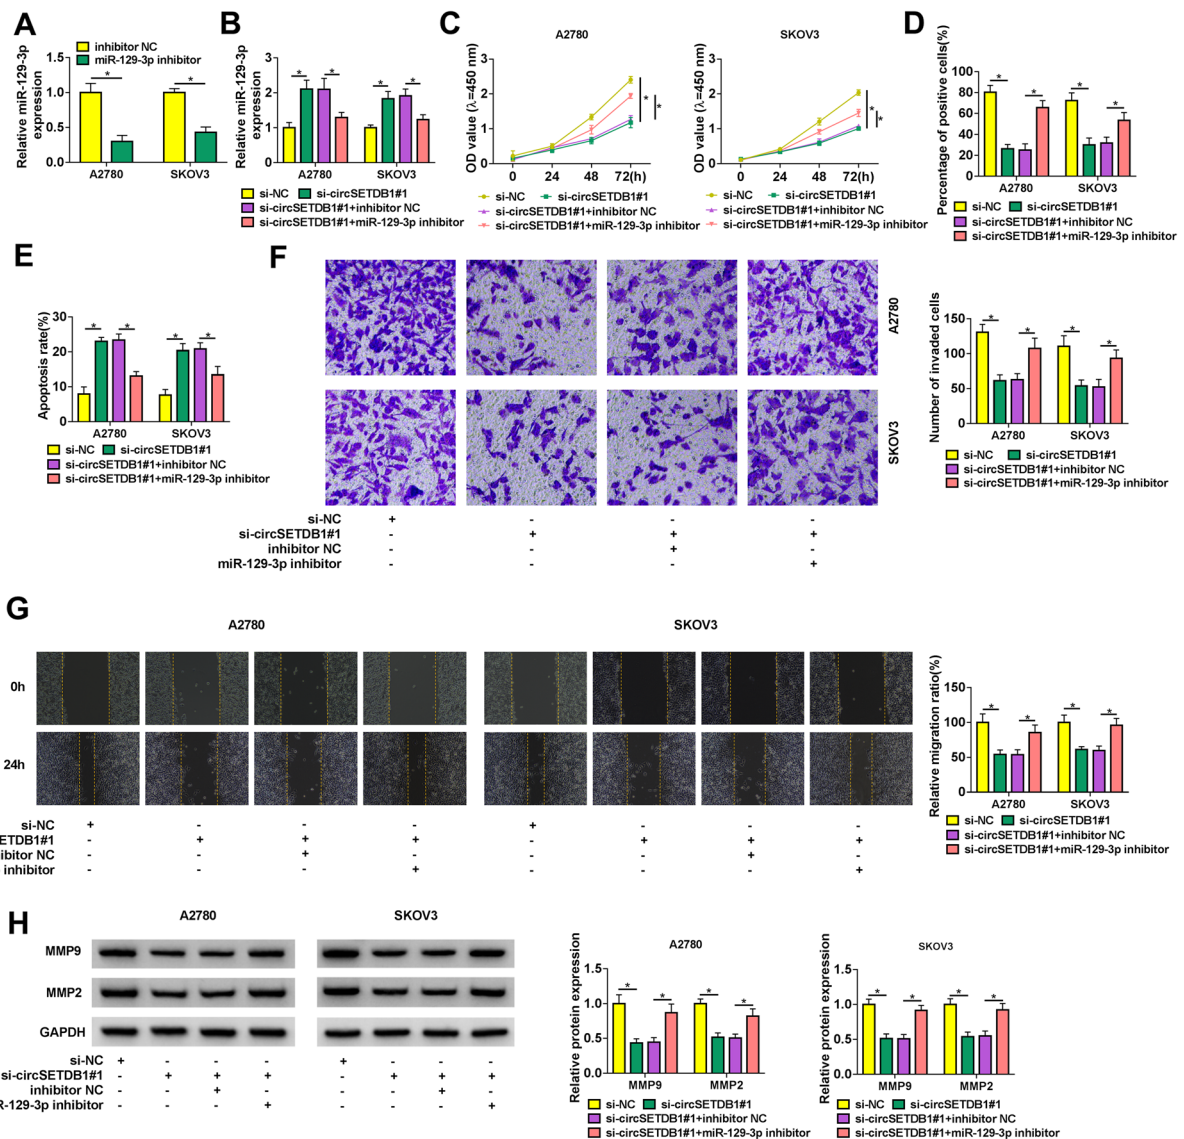 A
inhibitor NC
miR-129-3p inhibitor
Relative miR-129-3p
expression
1.5
1.0
0.5
0.0
*
*
A2780
SKOV3
B
Relative miR-129-3p
expression
3
2
1
0
*
*
*
*
A2780
SKOV3
si-NC
si-circSETDB1#1
si-circSETDB1#1+inhibitor NC
si-circSETDB1#1+miR-129-3p inhibitor
C
A2780
OD value (λ=450 nm)
3
2
1
0
*
*
0 24 48 72(h)
si-NC
si-circSETDB1#1
si-circSETDB1#1+inhibitor NC
si-circSETDB1#1+miR-129-3p inhibitor
SKOV3
OD value (λ=450 nm)
3
2
1
0
*
*
0 24 48 72(h)
si-NC
si-circSETDB1#1
si-circSETDB1#1+inhibitor NC
si-circSETDB1#1+miR-129-3p inhibitor
D
Percentage of positive cells(%)
100
80
60
40
20
0
*
*
*
*
A2780
SKOV3
si-NC
si-circSETDB1#1
si-circSETDB1#1+inhibitor NC
si-circSETDB1#1+miR-129-3p inhibitor
E
Apoptosis rate(%)
30
20
10
0
*
*
*
*
A2780
SKOV3
si-NC
si-circSETDB1#1
si-circSETDB1#1+inhibitor NC
si-circSETDB1#1+miR-129-3p inhibitor
F
A2780
SKOV3
si-NC + - - -
si-circSETDB1#1 - + + +
inhibitor NC - - + -
miR-129-3p inhibitor - - - +
Number of invaded cells
150
100
50
0
*
*
*
*
A2780
SKOV3
si-NC
si-circSETDB1#1
si-circSETDB1#1+inhibitor NC
si-circSETDB1#1+miR-129-3p inhibitor
G
A2780
SKOV3
0h
24h
si-NC + - - - + - - -
ETDB1#1 - + + + - + + +
ibitor NC - - + - - - + -
inhibitor - - - + - - - +
Relative migration ratio(%)
150
100
50
0
*
*
*
*
A2780
SKOV3
si-NC
si-circSETDB1#1
si-circSETDB1#1+inhibitor NC
si-circSETDB1#1+miR-129-3p inhibitor
H
A2780
SKOV3
MMP9
MMP2
GAPDH
si-NC + - - - + - - -
si-circSETDB1#1 - + + + - + + +
inhibitor NC - - + - - - + -
R-129-3p inhibitor - - - + - - - +
A2780
Relative protein expression
1.5
1.0
0.5
0.0
*
*
*
*
MMP9
MMP2
si-NC
si-circSETDB1#1
si-circSETDB1#1+inhibitor NC
si-circSETDB1#1+miR-129-3p inhibitor
SKOV3
Relative protein expression
1.5
1.0
0.5
0.0
*
*
*
*
MMP9
MMP2
si-NC
si-circSETDB1#1
si-circSETDB1#1+inhibitor NC
si-circSETDB1#1+miR-129-3p inhibitor